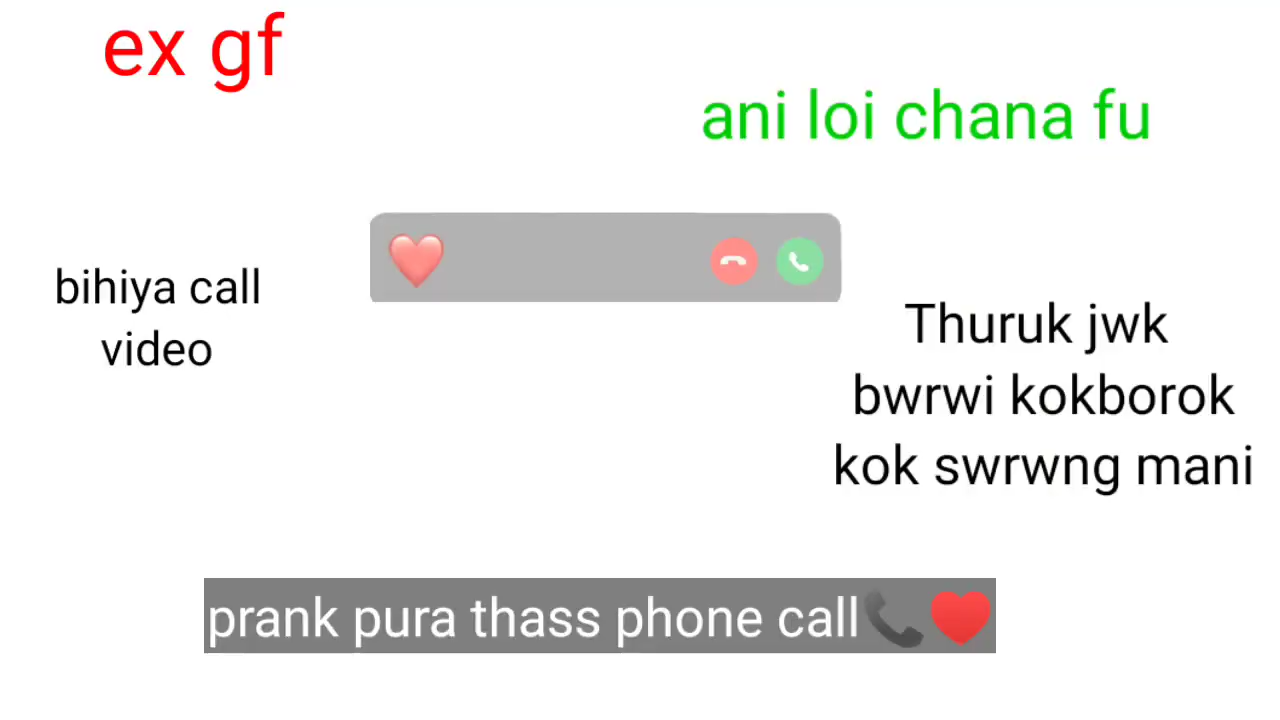 ex gf
ani loi chana fu
bihiya call
video
Thuruk jwk
bwrwi kokborok
kok swrwng mani
prank pura thass phone call📞♥️